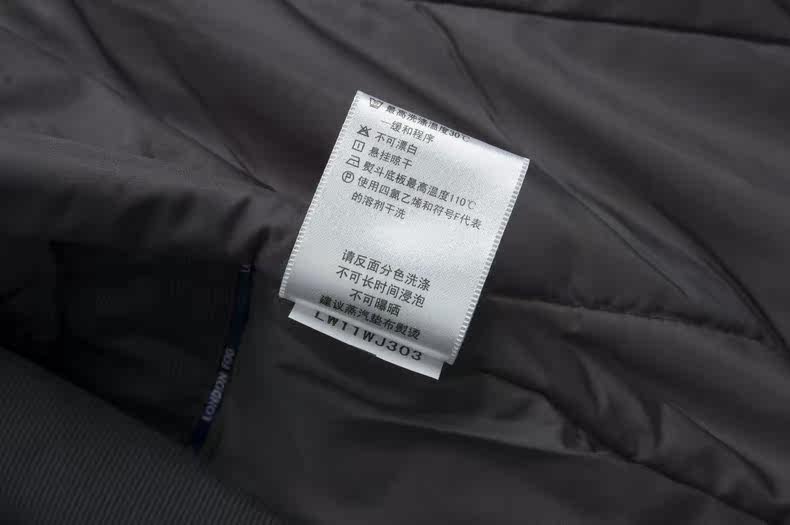 最高洗涤温度30℃
—缓和程序
不可漂白
悬挂晾干
熨斗底板最高温度110℃
P 使用四氯乙烯和符号F代表
的溶剂干洗
请反面分色洗涤
不可长时间浸泡
不可曝晒
建议蒸汽垫布熨烫
LW11WJ303
LONDON FOG